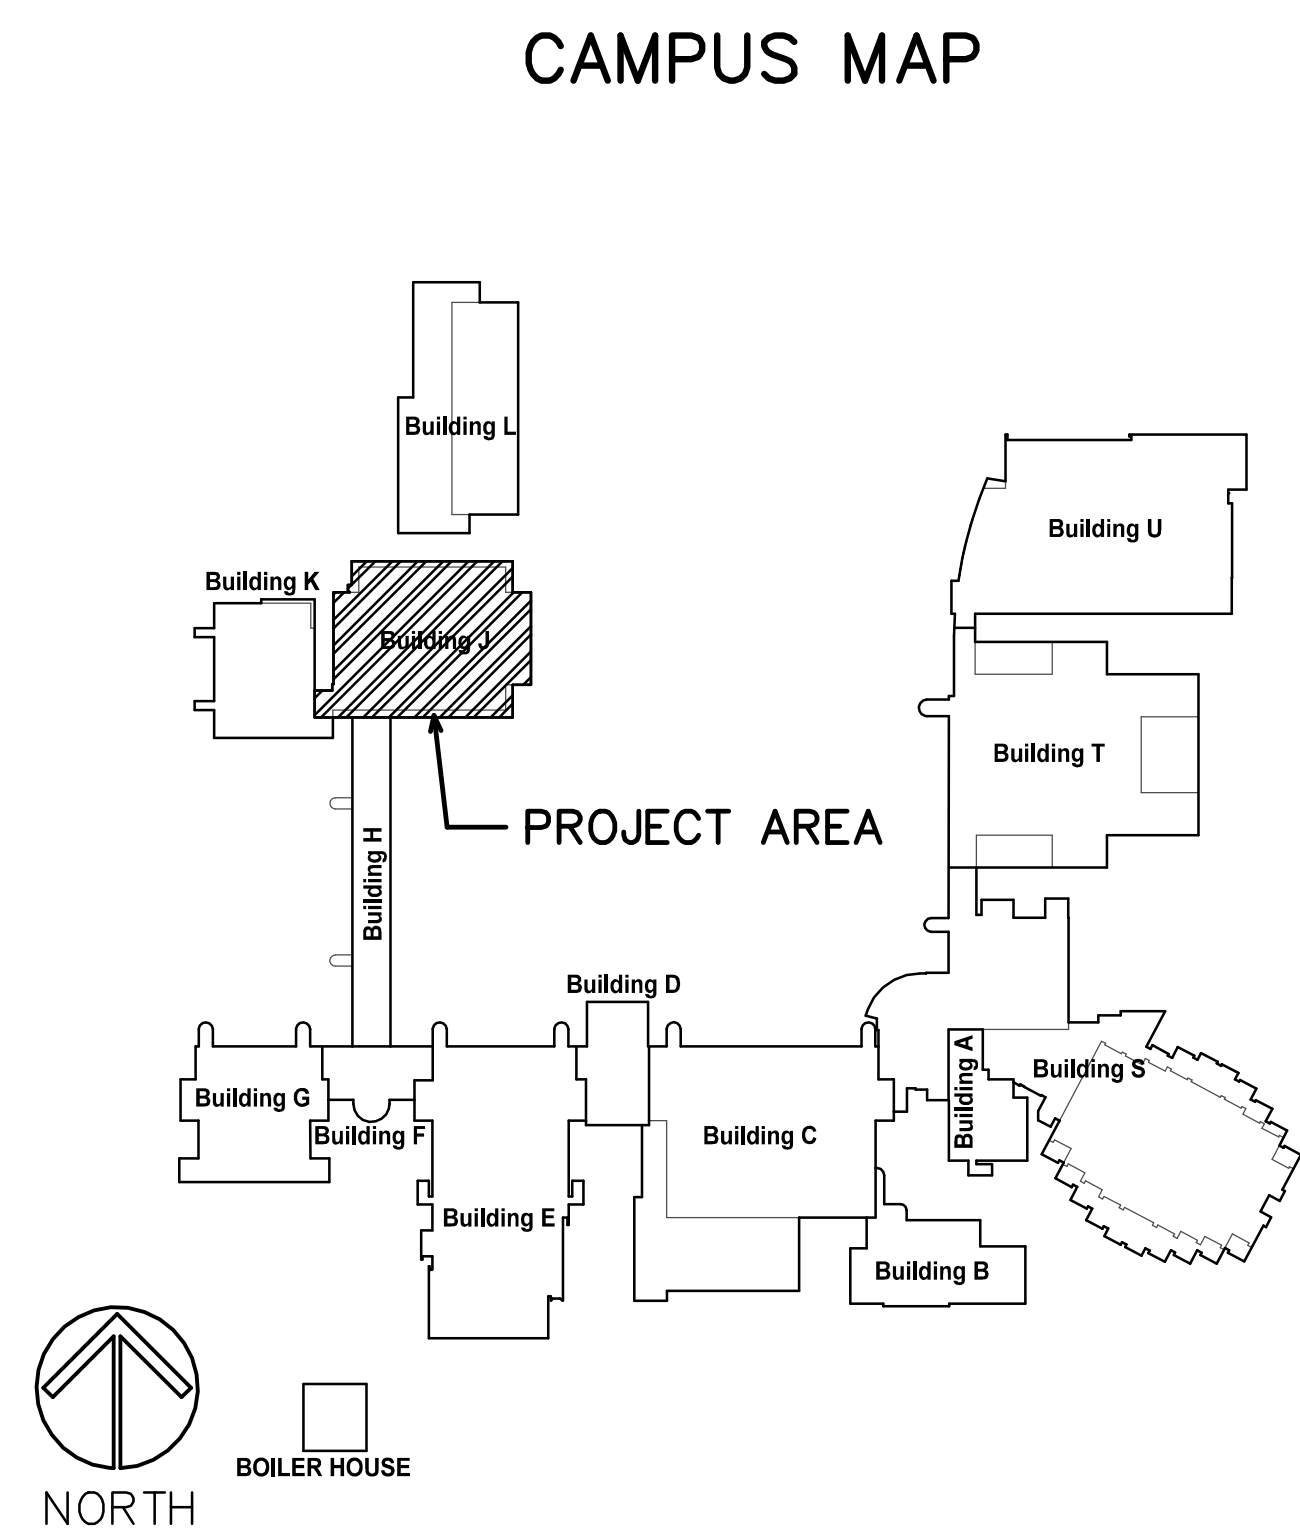 CAMPUS MAP
Building L
Building U
Building K
Building J
Building T
PROJECT AREA
Building H
Building D
Building A
Building S
Building G
Building F
Building C
Building E
Building B
BOILER HOUSE
NORTH